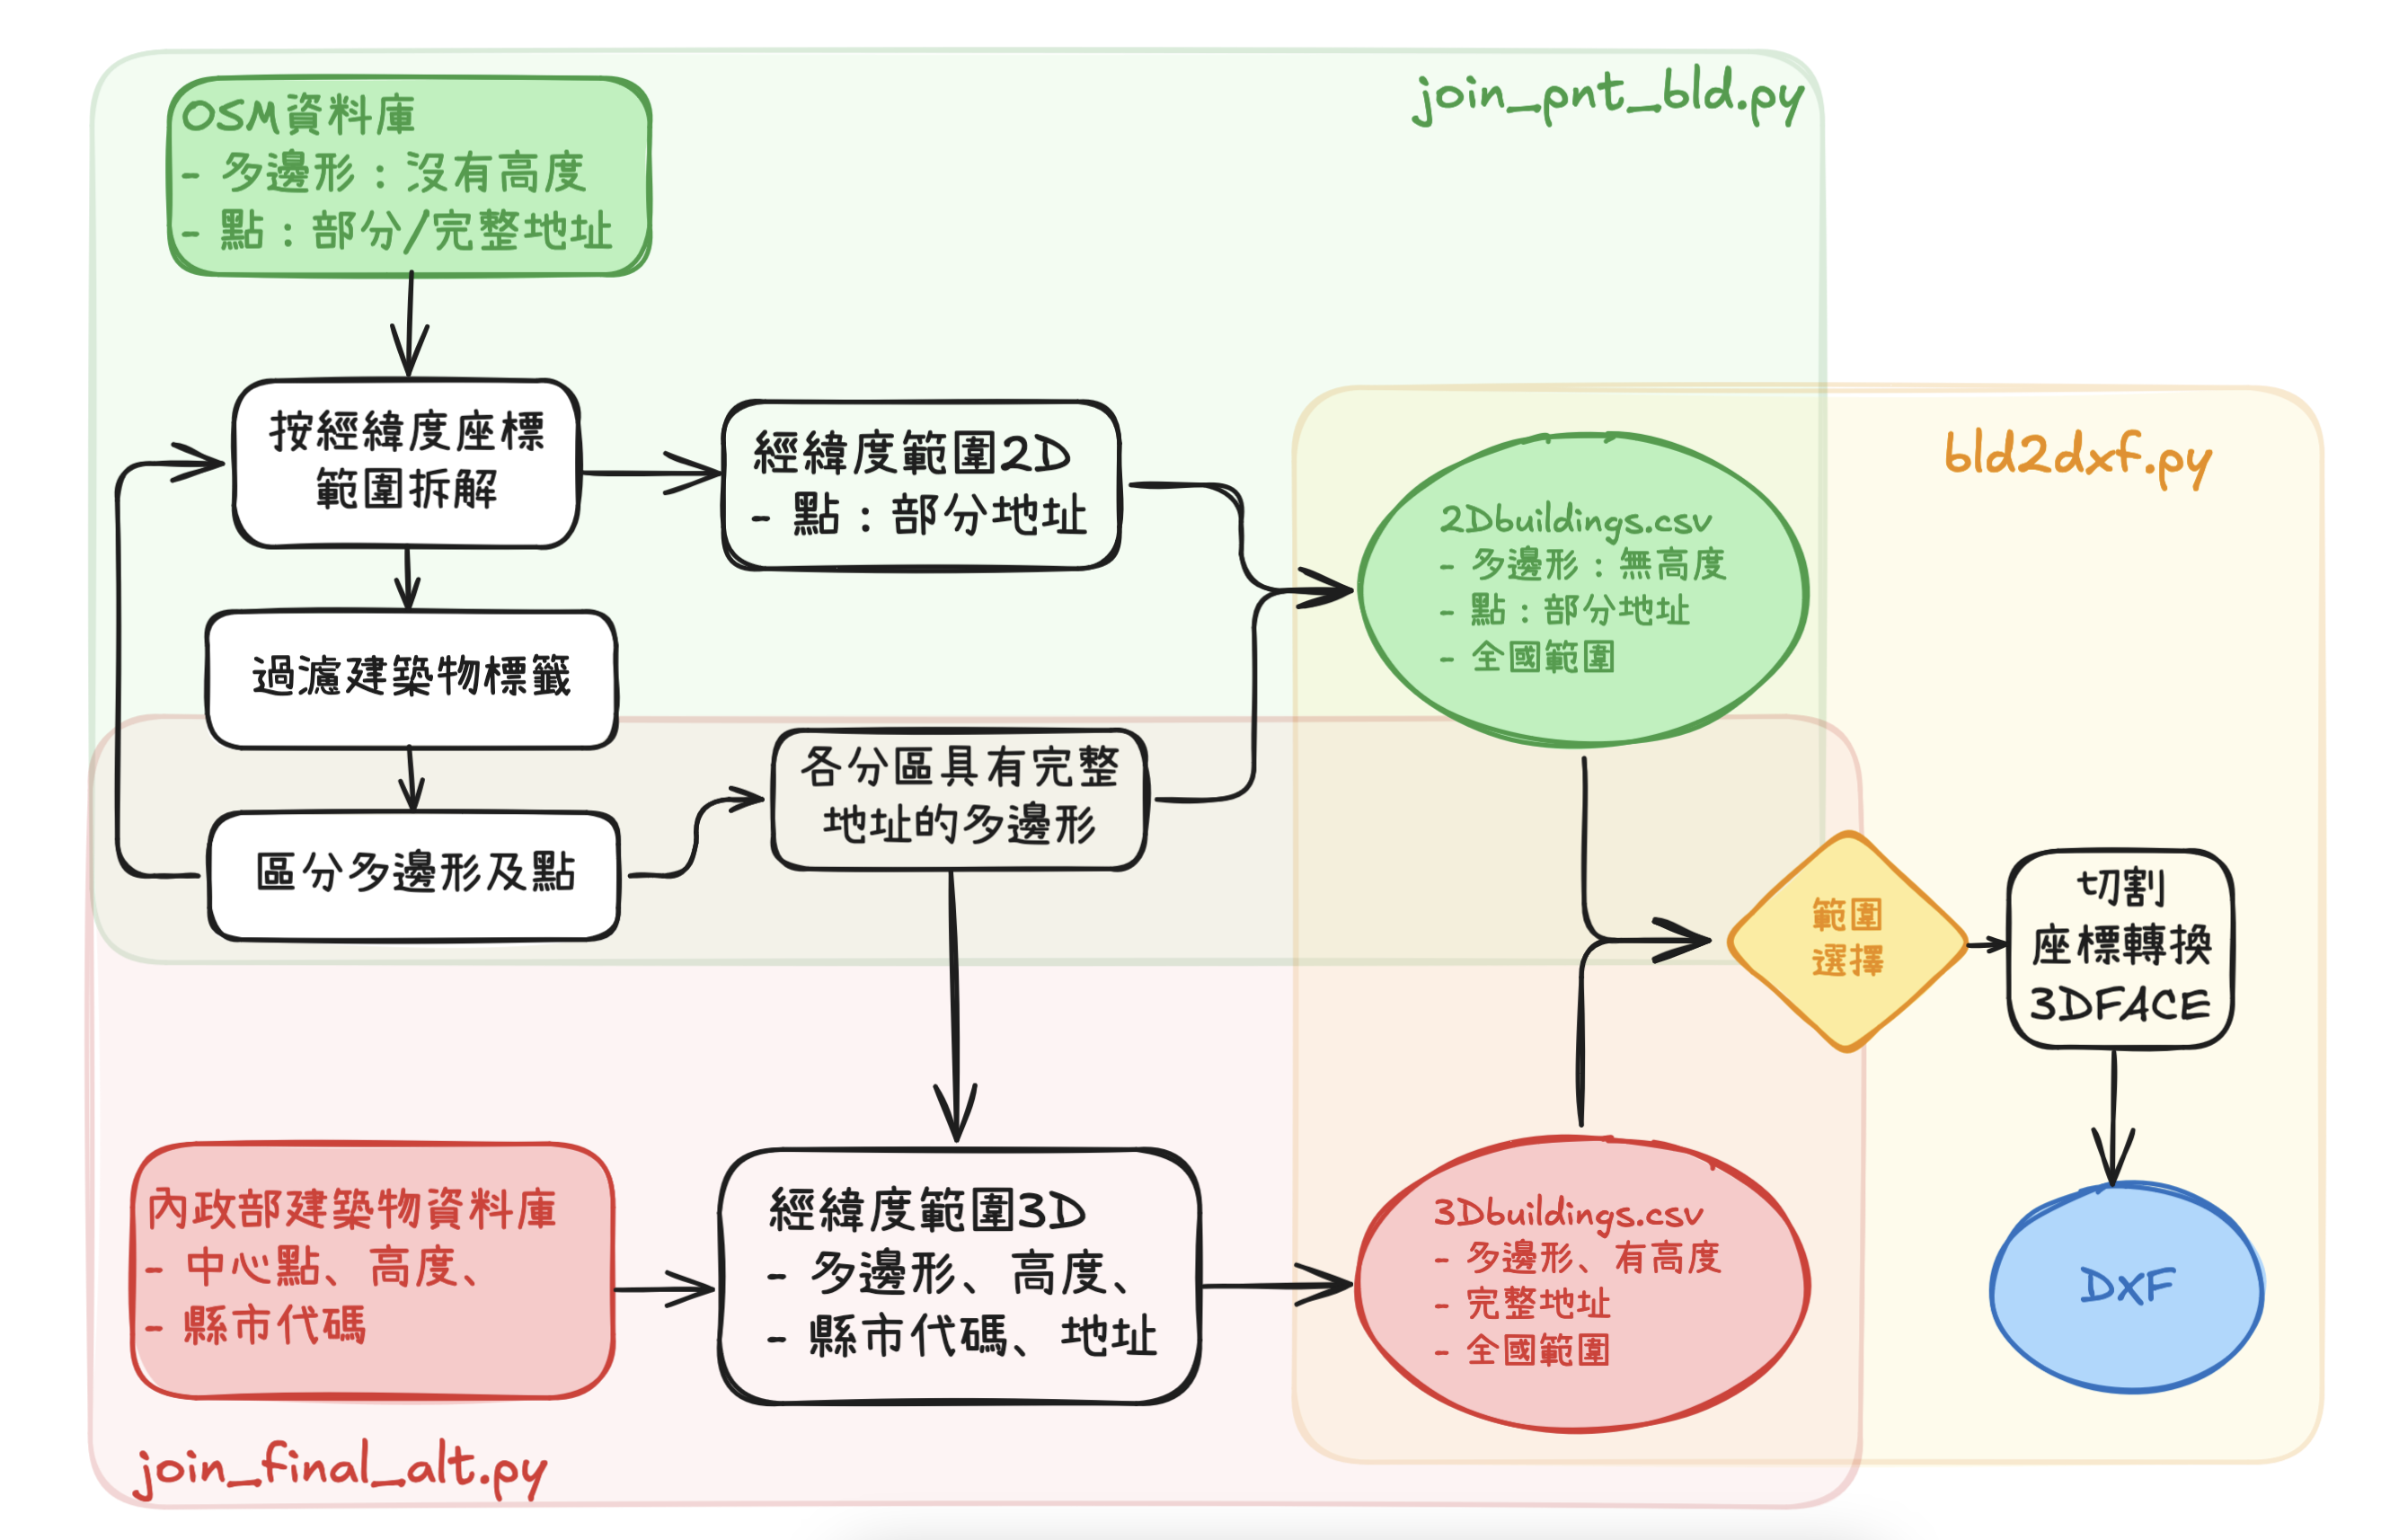 join_pnt_bld.py
OSM資料庫
- 多邊形：沒有高度
- 點：部分/完整地址
按經緯度座標
範圍拆解
經緯度範圍2D
- 點：部分地址
bld2dxf.py
2Dbuildings.csv
- 多邊形：無高度
- 點：部分地址
- 全國範圍
過濾建築物標籤
各分區具有完整
地址的多邊形
區分多邊形及點
範圍
選擇
切割
座標轉換
3DFACE
內政部建築物資料庫
- 中心點、高度、
- 縣市代碼
經緯度範圍3D
- 多邊形、高度、
- 縣市代碼、地址
3Dbuildings.csv
- 多邊形、有高度
- 完整地址
- 全國範圍
DXF
join_final_alt.py